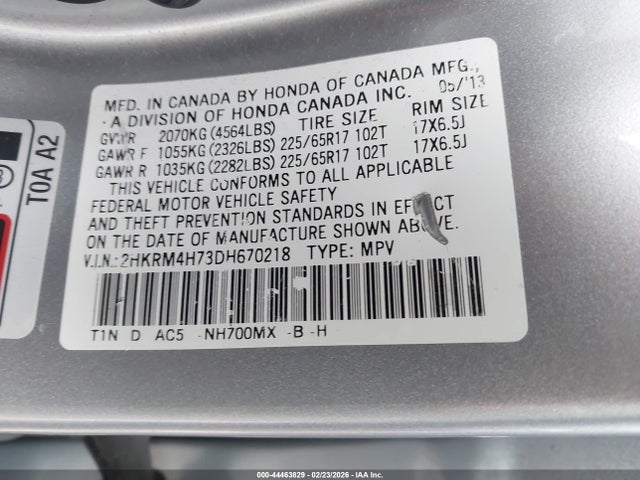 MFD. IN CANADA BY HONDA OF CANADA MFG.,
A DIVISION OF HONDA CANADA INC. 05/'13
GVWR 2070KG(4564LBS) TIRE SIZE RIM SIZE
GAWR F 1055KG(2326LBS) 225/65R17 102T 17X6.5J
GAWR R 1035KG(2282LBS) 225/65R17 102T 17X6.5J
THIS VEHICLE CONFORMS TO ALL APPLICABLE
FEDERAL MOTOR VEHICLE SAFETY
AND THEFT PREVENTION STANDARDS IN EFFECT
ON THE DATE OF MANUFACTURE SHOWN ABOVE.
V.I.N.: 2HKRM4H73DH670218 TYPE: MPV
T1N D AC5 -NH700MX -B -H
T0A A2
000-44463829 - 02/23/2026 - IAA Inc.